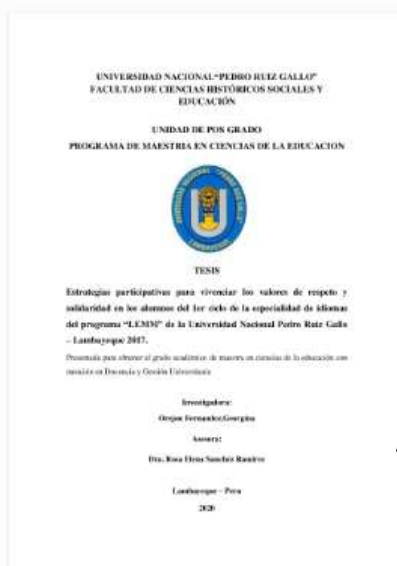 UNIVERSIDAD NACIONAL "PEDRO RUIZ GALLO"
FACULTAD DE CIENCIAS HISTÓRICOS SOCIALES Y
EDUCACIÓN
UNIDAD DE POS GRADO
PROGRAMA DE MAESTRIA EN CIENCIAS DE LA EDUCACION
TESIS
Estrategias participativas para vivenciar los valores de respeto y
solidaridad en los alumnos del 1er ciclo de la especialidad de idiomas
del programa "LEMM" de la Universidad Nacional Pedro Ruiz Gallo
– Lambayeque 2017.
Presentada para obtener el grado académico de maestra en ciencias de la educación con
mención en Docencia y Gestión Universitaria
Investigadora:
Orejon Fernandez, Georgina
Asesora:
Dra. Rosa Elena Sanchez Ramirez
Lambayeque – Peru
2020